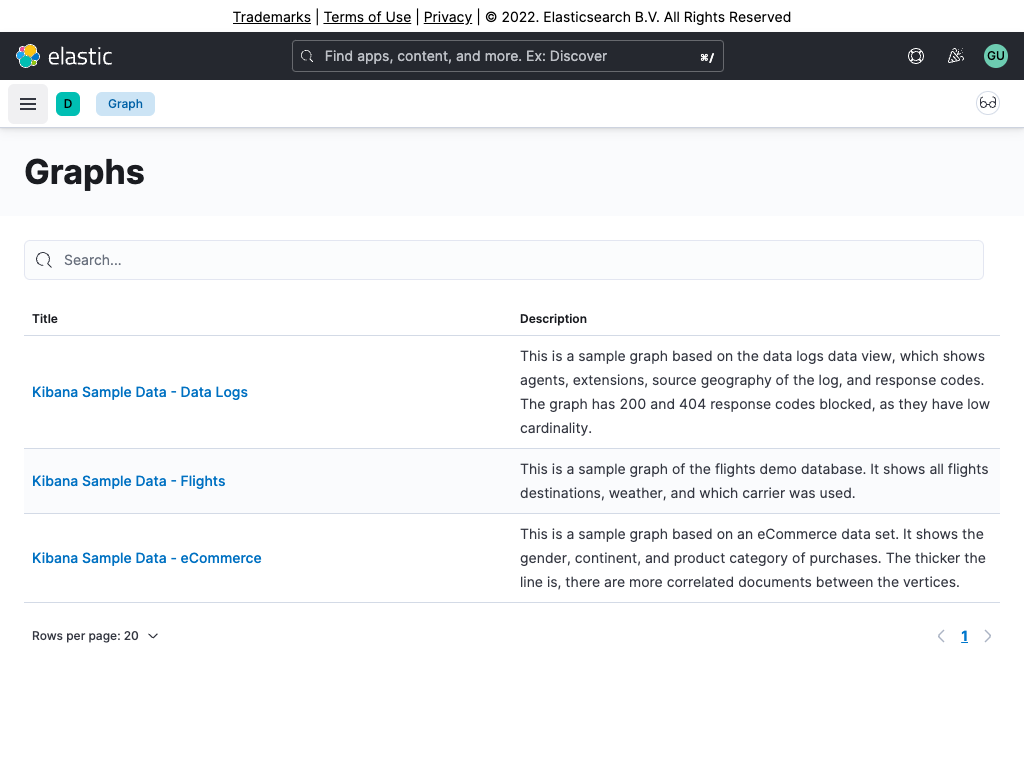 Trademarks | Terms of Use | Privacy | © 2022. Elasticsearch B.V. All Rights Reserved
elastic
Find apps, content, and more. Ex: Discover ⌘/
GU
D
Graph
Graphs
Search...
Title Description
Kibana Sample Data - Data Logs
This is a sample graph based on the data logs data view, which shows
agents, extensions, source geography of the log, and response codes.
The graph has 200 and 404 response codes blocked, as they have low
cardinality.
Kibana Sample Data - Flights
This is a sample graph of the flights demo database. It shows all flights
destinations, weather, and which carrier was used.
Kibana Sample Data - eCommerce
This is a sample graph based on an eCommerce data set. It shows the
gender, continent, and product category of purchases. The thicker the
line is, there are more correlated documents between the vertices.
Rows per page: 20
1